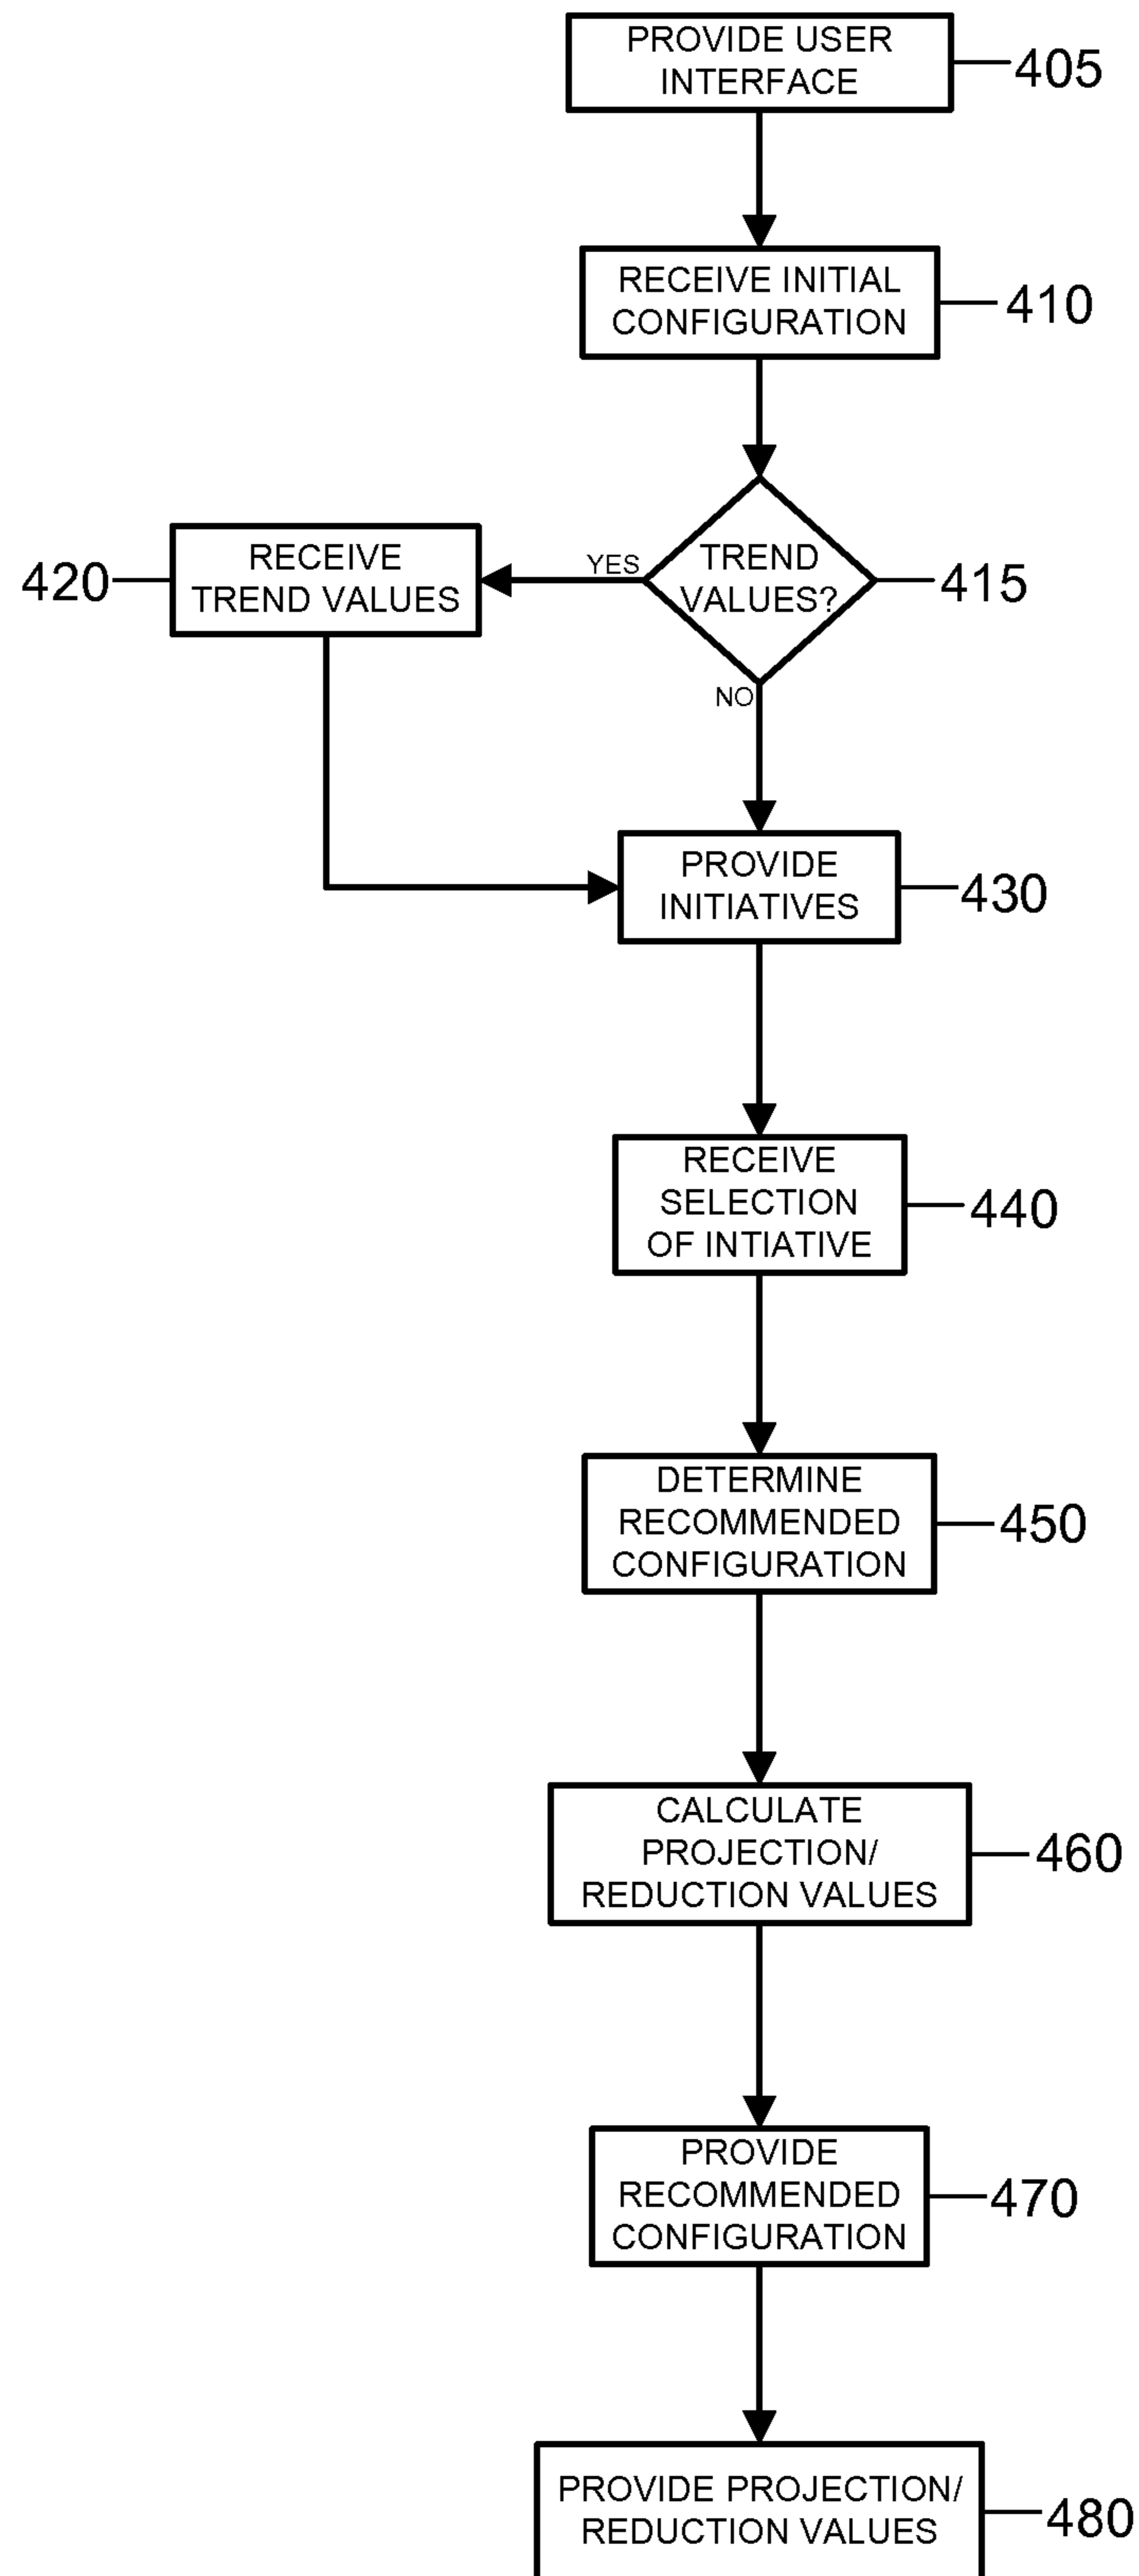 PROVIDE USER
INTERFACE
405
RECEIVE INITIAL
CONFIGURATION
410
TREND
VALUES?
415
YES
NO
RECEIVE
TREND VALUES
420
PROVIDE
INITIATIVES
430
RECEIVE
SELECTION
OF INTIATIVE
440
DETERMINE
RECOMMENDED
CONFIGURATION
450
CALCULATE
PROJECTION/
REDUCTION VALUES
460
PROVIDE
RECOMMENDED
CONFIGURATION
470
PROVIDE PROJECTION/
REDUCTION VALUES
480